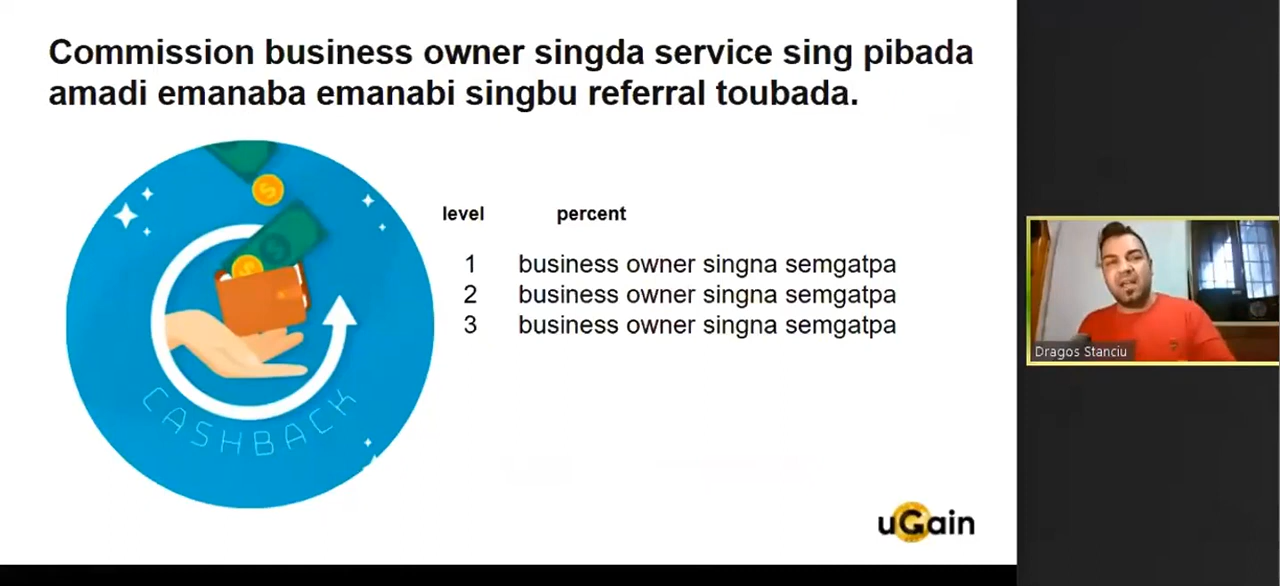 Commission business owner singda service sing pibada
amadi emanaba emanabi singbu referral toubada.
level percent
1 business owner singna semgatpa
2 business owner singna semgatpa
3 business owner singna semgatpa
CASHBACK
Dragos Stanciu
uGain